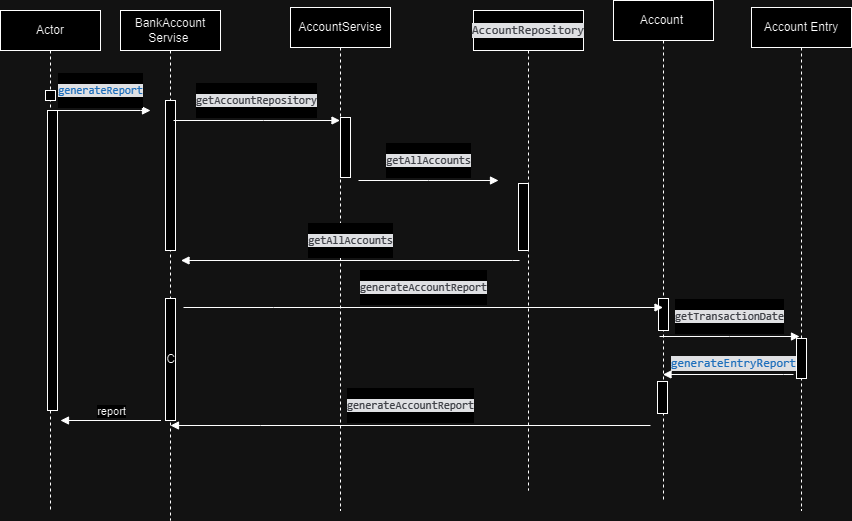 Actor
BankAccount
Servise
AccountServise
AccountRepository
Account
Account Entry
generateReport
getAccountRepository
getAllAccounts
getAllAccounts
generateAccountReport
getTransactionDate
C
generateEntryReport
generateAccountReport
report